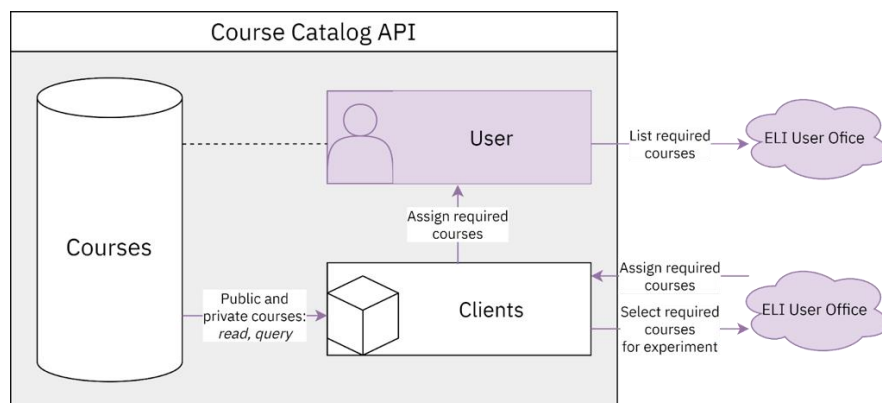 Course Catalog API
User
List required
courses
ELI User Ofice
Assign required
courses
Courses
Public and
private courses:
read, query
Clients
Assign required
courses
Select required
courses
for experiment
ELI User Office